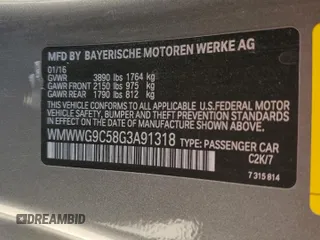 MFD BY BAYERISCHE MOTOREN WERKE AG
01/16
GVWR 3890 lbs 1764 kg
GAWR FRONT 2150 lbs 975 kg
GAWR REAR 1790 lbs 812 kg
THIS VEHICLE CONFORMS TO ALL APPLICABLE U.S. FEDERAL MOTOR
VEHICLE SAFETY, BUMPER, AND THEFT PREVENTION STANDARDS IN
EFFECT ON THE DATE OF MANUFACTURE SHOWN ABOVE.
WMWWG9C58G3A91318 TYPE: PASSENGER CAR
C2K/7
7 315 814
DREAMBID